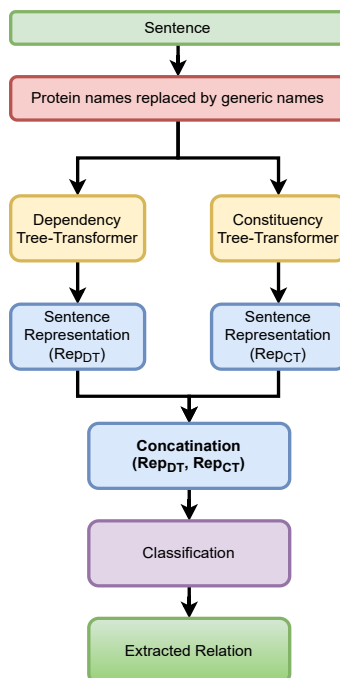 Sentence
Protein names replaced by generic names
Dependency
Tree-Transformer
Constituency
Tree-Transformer
Sentence
Representation
(RepDT)
Sentence
Representation
(RepCT)
Concatination
(RepDT, RepCT)
Classification
Extracted Relation